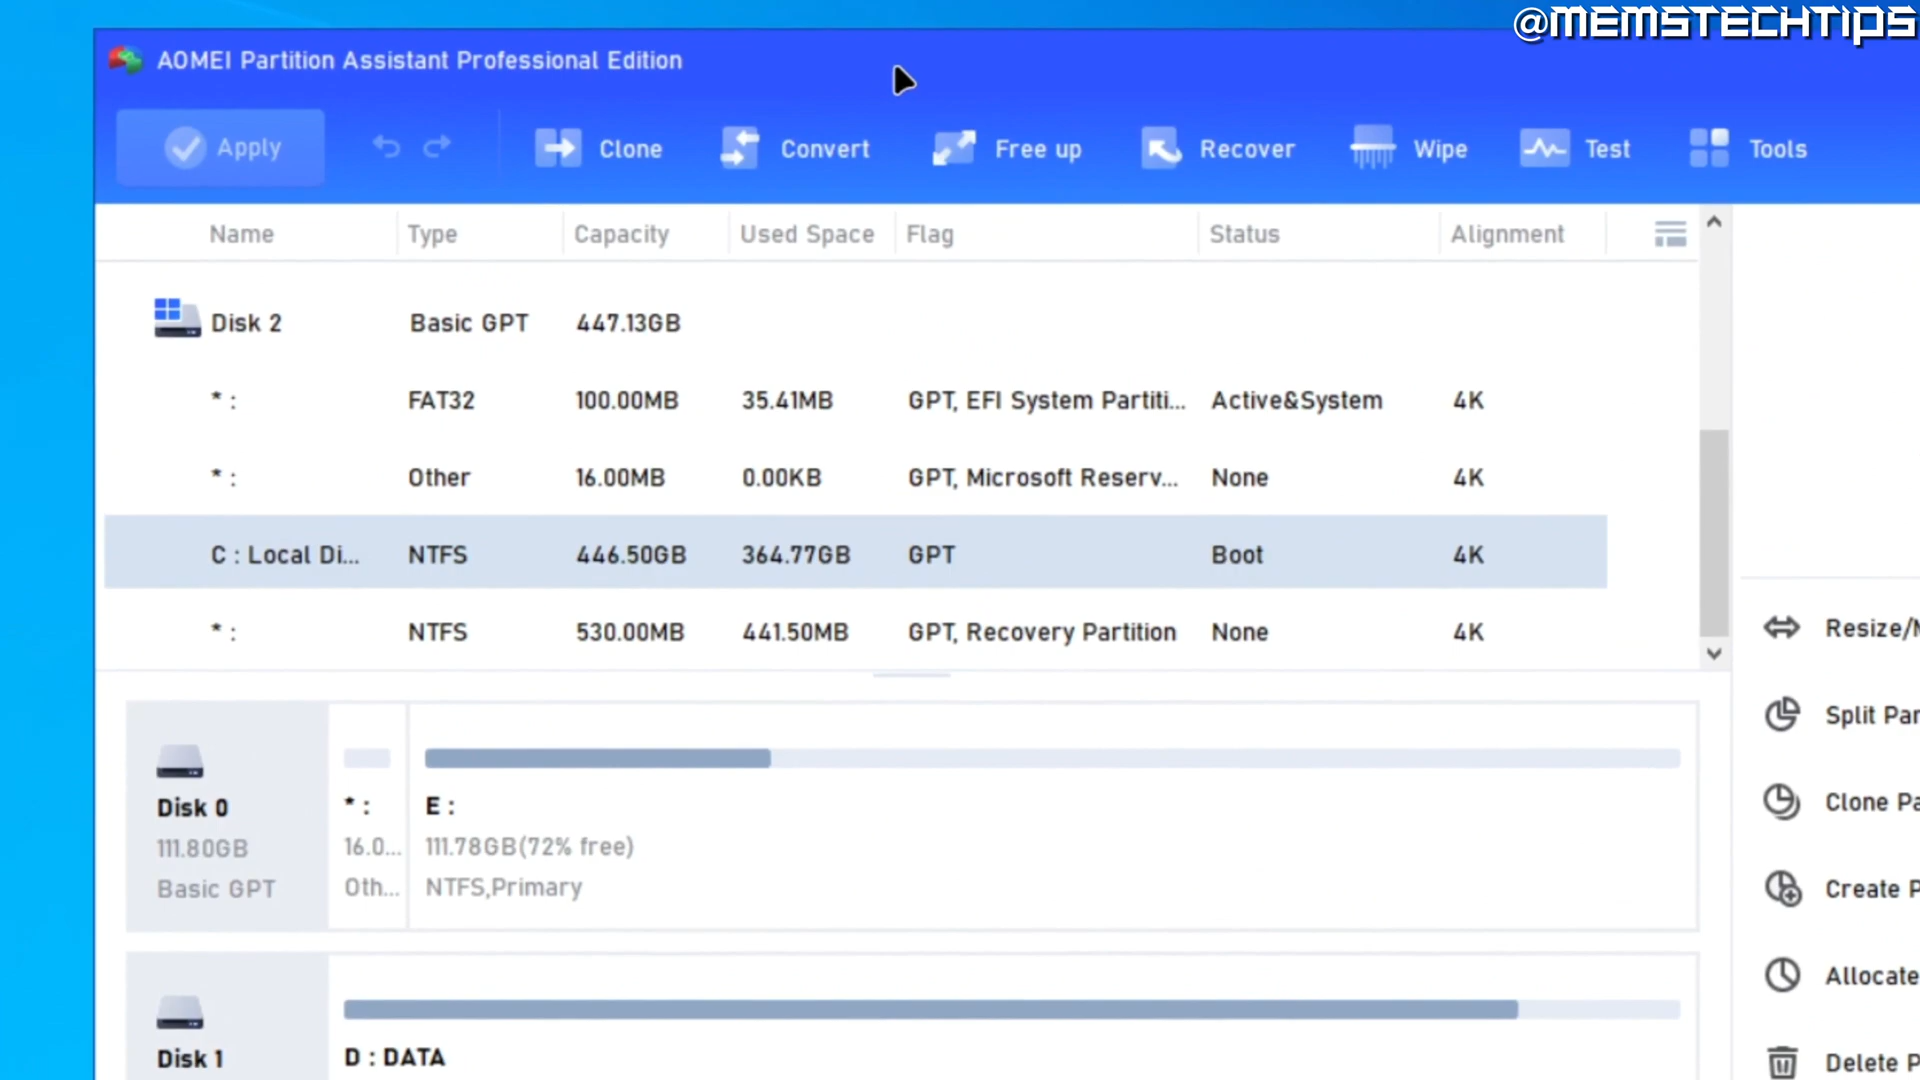 @MEMSTECHTIPS
AOMEI Partition Assistant Professional Edition
Apply Clone Convert Free up Recover Wipe Test Tools
Name Type Capacity Used Space Flag Status Alignment
Disk 2 Basic GPT 447.13GB
* : FAT32 100.00MB 35.41MB GPT, EFI System Partiti... Active&System 4K
* : Other 16.00MB 0.00KB GPT, Microsoft Reserv... None 4K
C : Local Di... NTFS 446.50GB 364.77GB GPT Boot 4K
* : NTFS 530.00MB 441.50MB GPT, Recovery Partition None 4K
Resize/M
Split Par
Clone Pa
Create P
Allocate
Delete P
Disk 0
111.80GB
Basic GPT
* :
16.0...
Oth...
E :
111.78GB(72% free)
NTFS,Primary
Disk 1
D : DATA